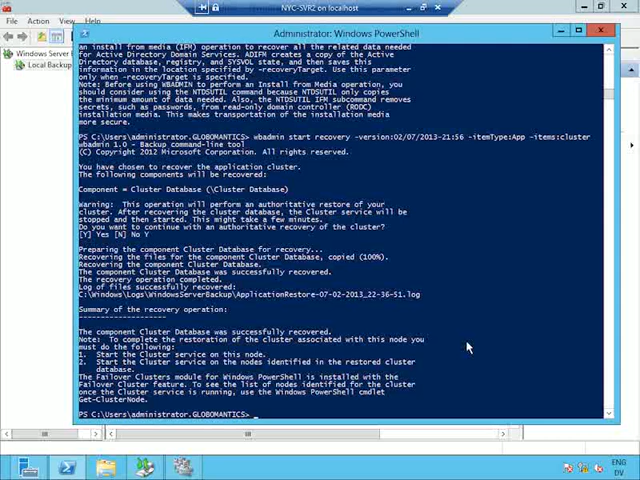 NYC-SVR2 on localhost
File Action View
Administrator: Windows PowerShell
Windows Server B
Local Backup
an install from media (IFM) operation to recover all the related data needed
for Active Directory Domain Services. ADIFM creates a copy of the Active
Directory database, registry, and SYSVOL state, and then saves this
information in the location specified by -recoveryTarget. Use this parameter
only when -recoveryTarget is specified.
Note: Before using WBADMIN to perform an Install from Media operation, you
should consider using the NTDSUTIL command because NTDSUTIL only copies
the minimum amount of data needed. Also, the NTDSUTIL IFM subcommand removes
secrets, such as passwords, from read-only domain controller (RODC)
installation media. This makes transportation of the installation media
more secure.
PS C:\Users\administrator.GLOBOMANTICS> wbadmin start recovery -version:02/07/2013-21:56 -itemType:App -items:cluster
wbadmin 1.0 - Backup command-line tool
(C) Copyright 2012 Microsoft Corporation. All rights reserved.
You have chosen to recover the application cluster.
The following components will be recovered:
Component = Cluster Database (\Cluster Database)
Warning: This operation will perform an authoritative restore of your
cluster. After recovering the cluster database, the Cluster service will be
stopped and then started. This might take a few minutes.
Do you want to continue with an authoritative recovery of the cluster?
[Y] Yes [N] No Y
Preparing the component Cluster Database for recovery...
Recovering the files for the component Cluster Database, copied (100%).
Recovering the component Cluster Database.
The component Cluster Database was successfully recovered.
The recovery operation completed.
Log of files successfully recovered:
C:\Windows\Logs\WindowsServerBackup\ApplicationRestore-07-02-2013_22-36-51.log
Summary of the recovery operation:
--------------------
The component Cluster Database was successfully recovered.
Note: To complete the restoration of the cluster associated with this node you
must do the following:
1. Start the Cluster service on this node.
2. Start the Cluster service on the nodes identified in the restored cluster
database.
The Failover Clusters module for Windows PowerShell is installed with the
Failover Cluster feature. To see the list of nodes identified for the cluster
once the Cluster service is running, use the Windows PowerShell cmdlet
Get-ClusterNode.
PS C:\Users\administrator.GLOBOMANTICS> _
ENG
DV